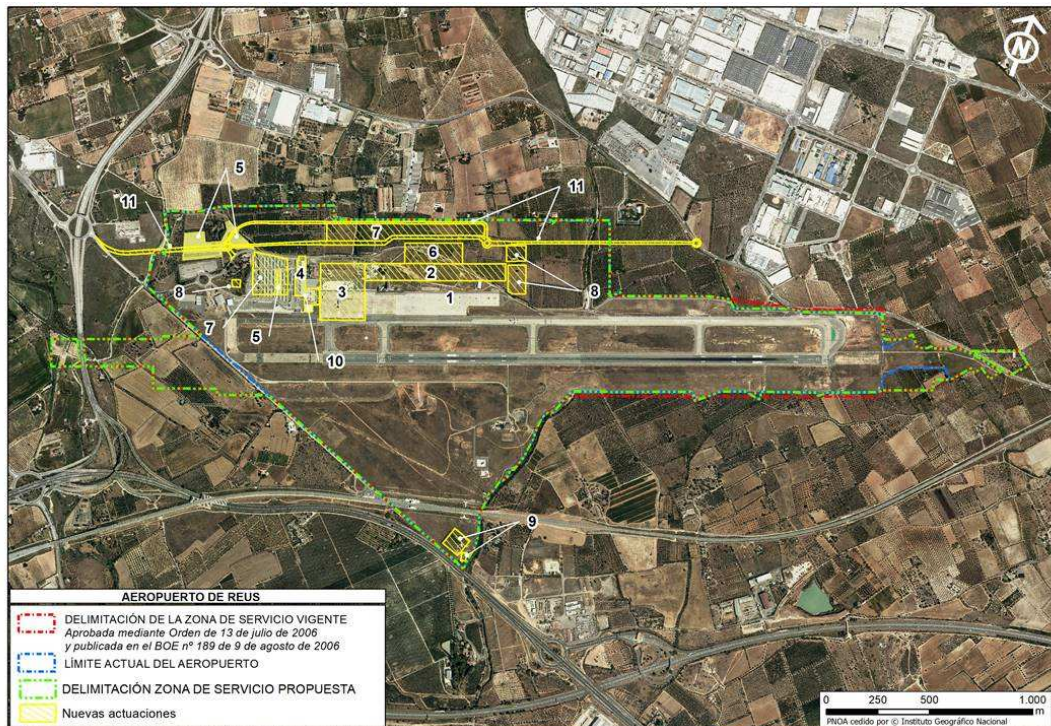 N
5
11
11
7
6
2
4
3
1
8
8
7
5
10
9
AEROPUERTO DE REUS
DELIMITACIÓN DE LA ZONA DE SERVICIO VIGENTE
Aprobada mediante Orden de 13 de julio de 2006
y publicada en el BOE nº 189 de 9 de agosto de 2006
LÍMITE ACTUAL DEL AEROPUERTO
DELIMITACIÓN ZONA DE SERVICIO PROPUESTA
Nuevas actuaciones
0 250 500 1.000
m
PNOA cedido por © Instituto Geográfico Nacional